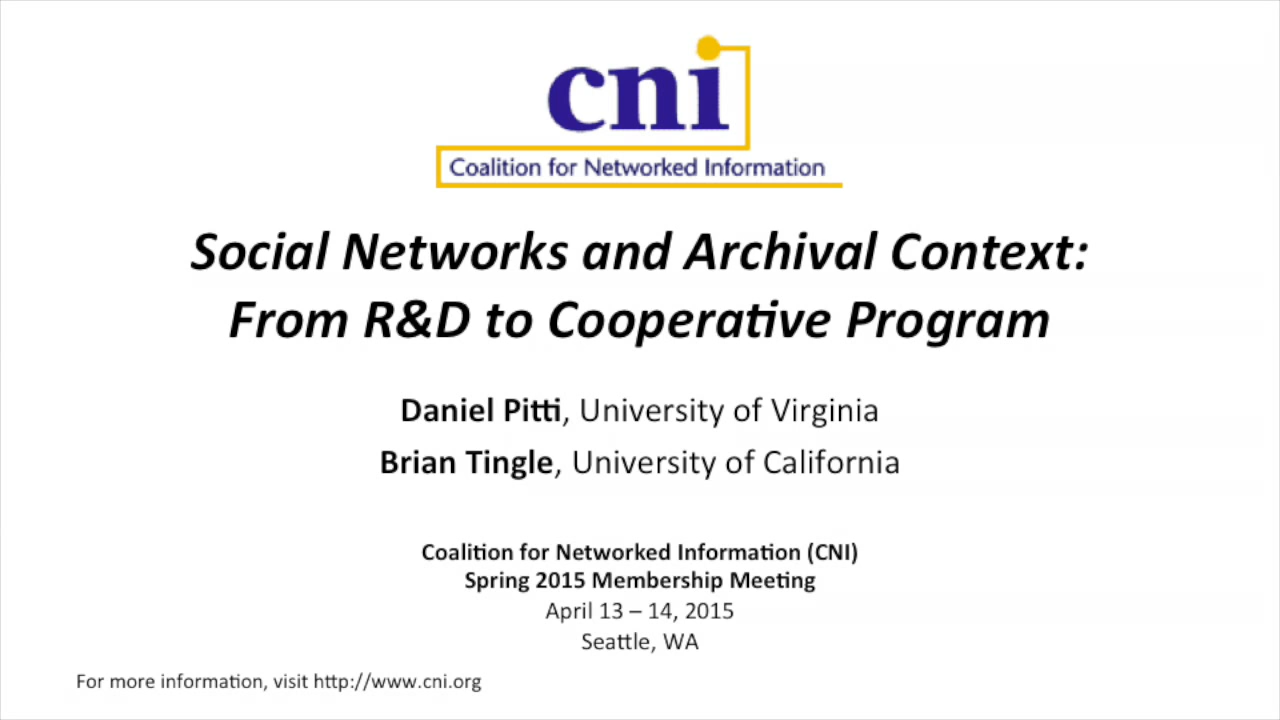 cni
Coalition for Networked Information
Social Networks and Archival Context:
From R&D to Cooperative Program
Daniel Pitti, University of Virginia
Brian Tingle, University of California
Coalition for Networked Information (CNI)
Spring 2015 Membership Meeting
April 13 – 14, 2015
Seattle, WA
For more information, visit http://www.cni.org